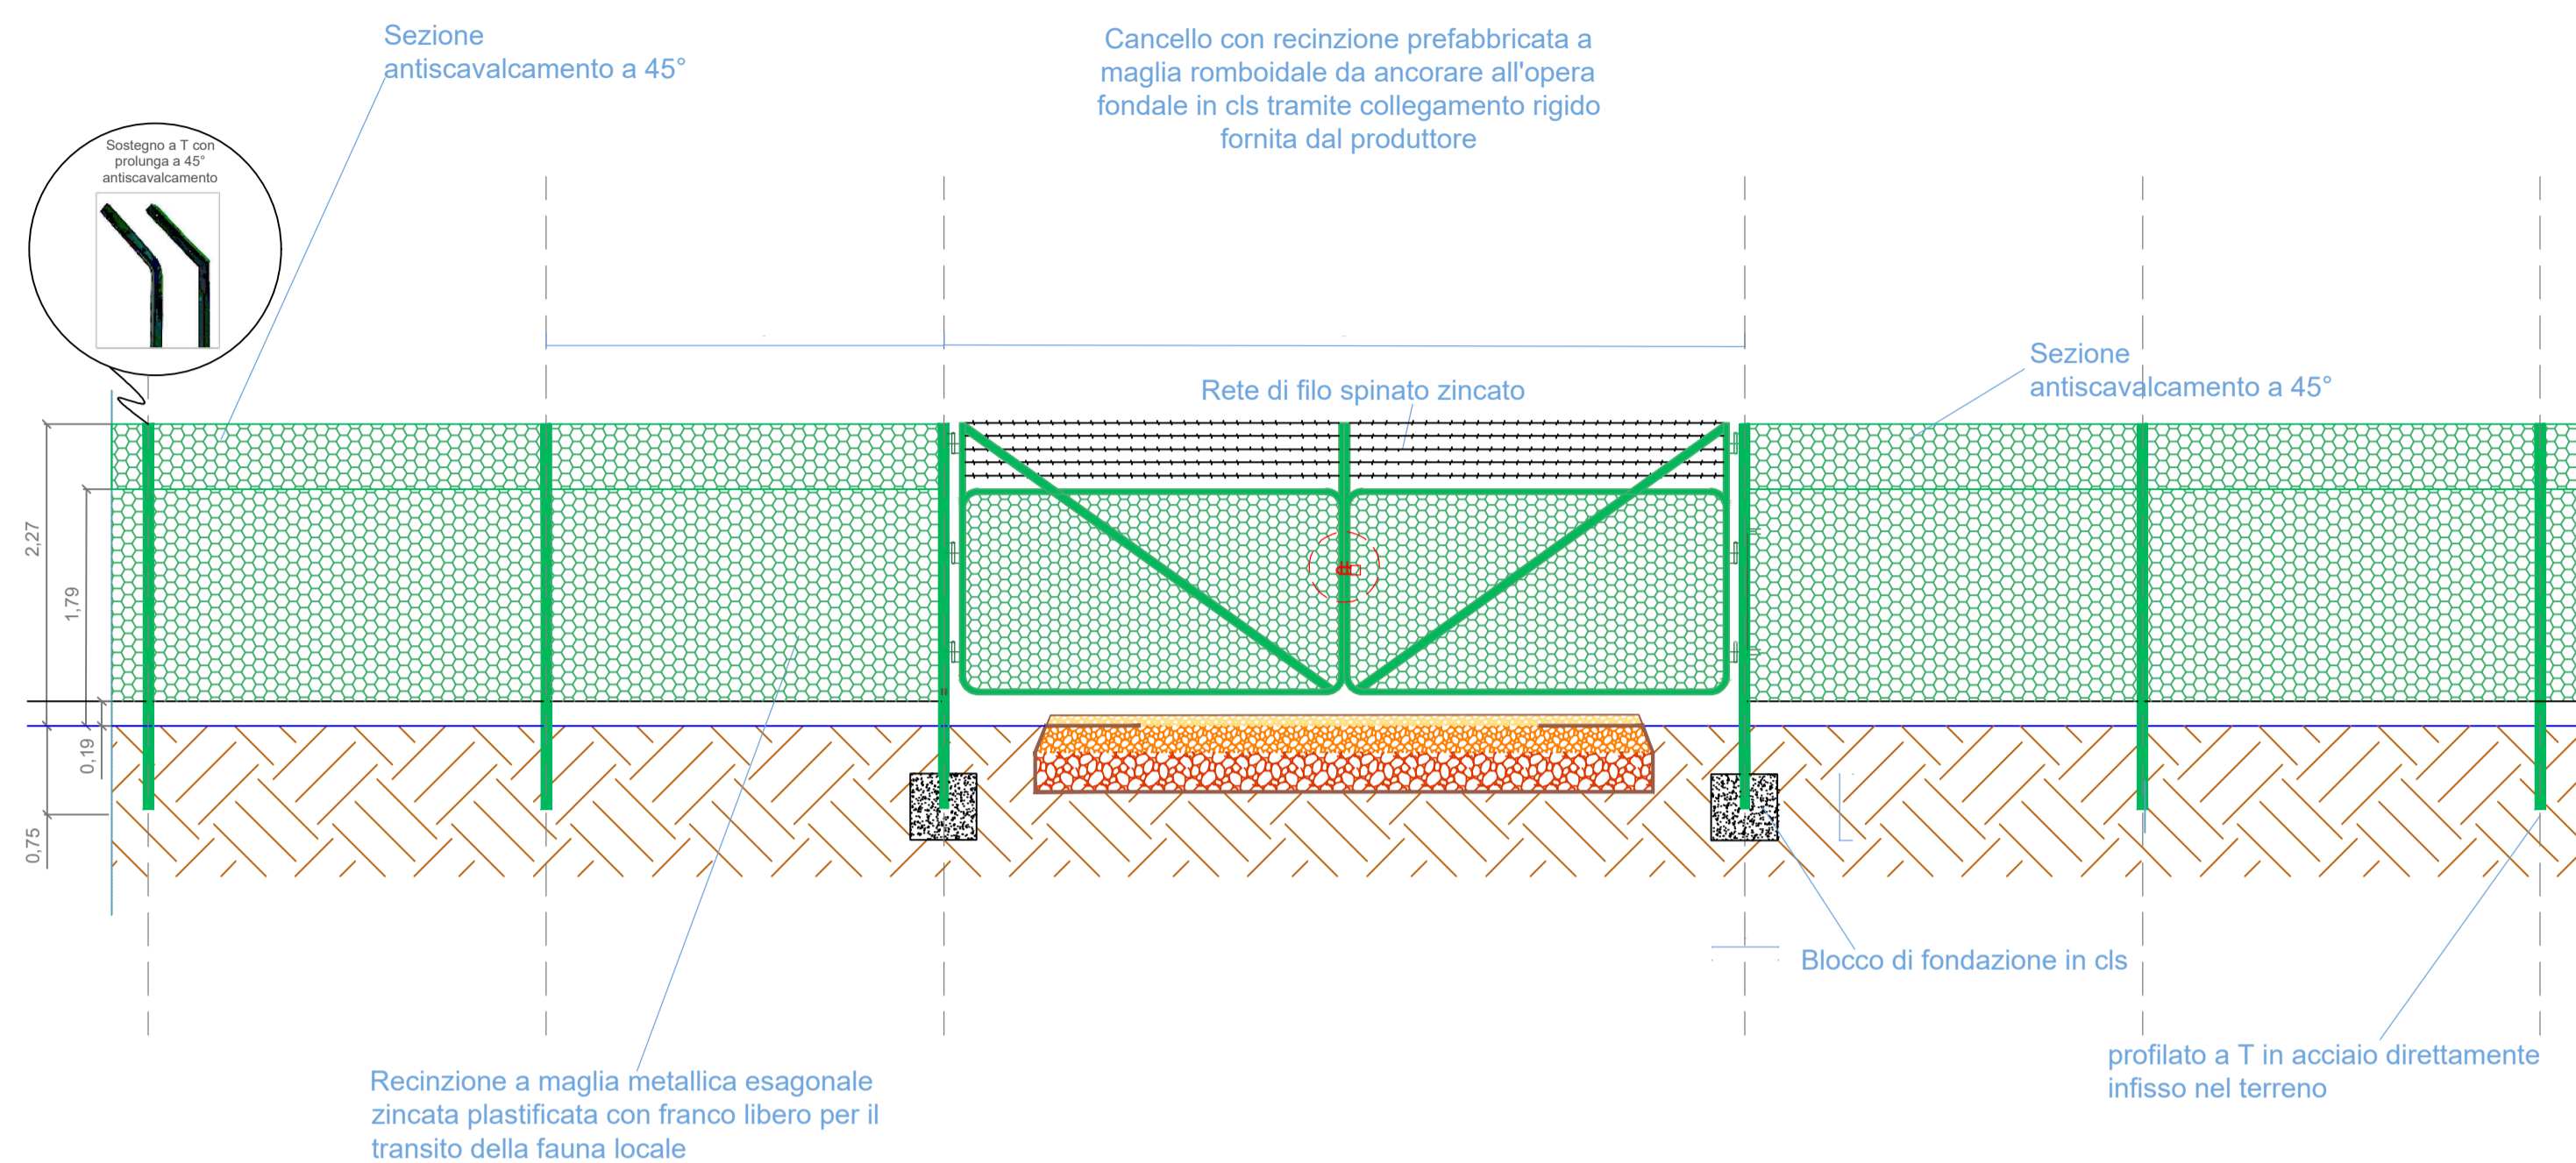 Sezione
antiscavalcamento a 45°
Cancello con recinzione prefabbricata a
maglia romboidale da ancorare all'opera
fondale in cls tramite collegamento rigido
fornita dal produttore
Sostegno a T con
prolunga a 45°
antiscavalcamento
Sezione
antiscavalcamento a 45°
Rete di filo spinato zincato
2,27
1,79
0,19
0,75
Blocco di fondazione in cls
profilato a T in acciaio direttamente
infisso nel terreno
Recinzione a maglia metallica esagonale
zincata plastificata con franco libero per il
transito della fauna locale